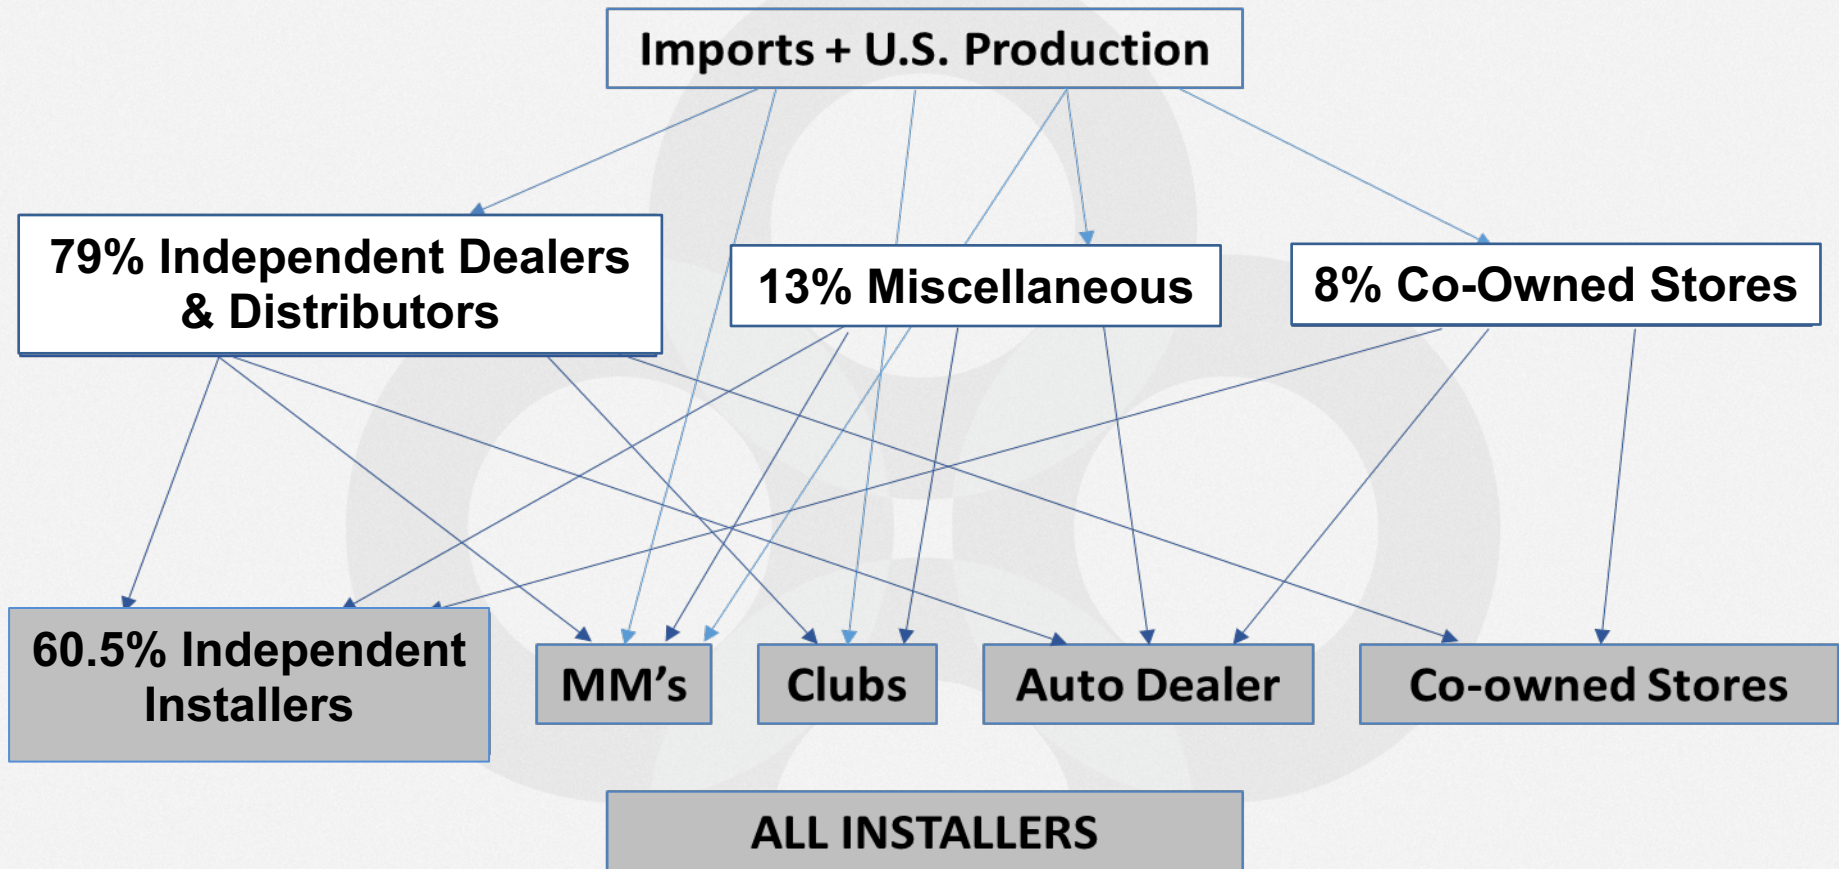 Imports + U.S. Production
79% Independent Dealers
& Distributors
13% Miscellaneous
8% Co-Owned Stores
60.5% Independent
Installers
MM’s
Clubs
Auto Dealer
Co-owned Stores
ALL INSTALLERS